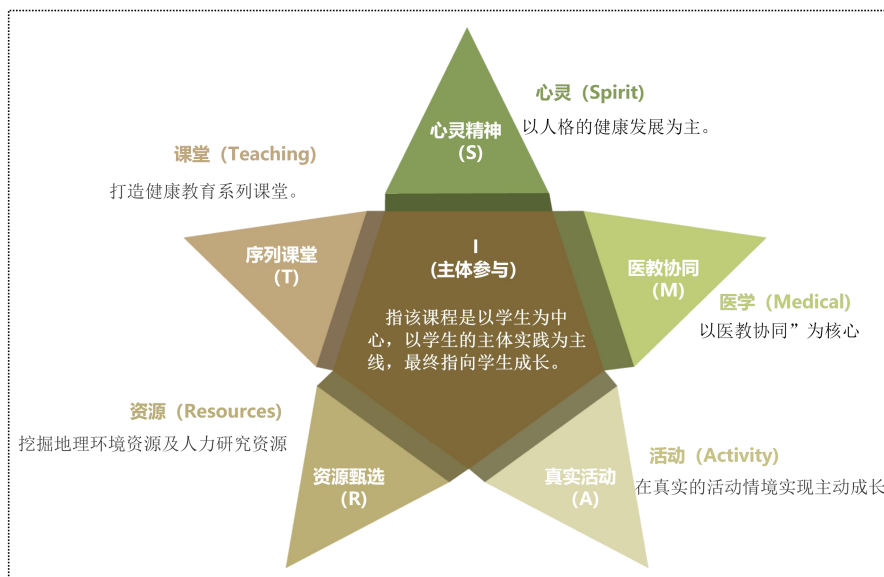 心灵（Spirit)
以人格的健康发展为主。
心灵精神
(S)
课堂（Teaching)
打造健康教育系列课堂。
序列课堂
(T)
I
(主体参与)
指该课程是以学生为中
心，以学生的主体实践为主
线，最终指向学生成长。
医教协同
(M)
医学（Medical)
以医教协同”为核心
资源（Resources)
挖掘地理环境资源及人力研究资源
资源甄选
(R)
真实活动
(A)
活动（Activity)
在真实的活动情境实现主动成长